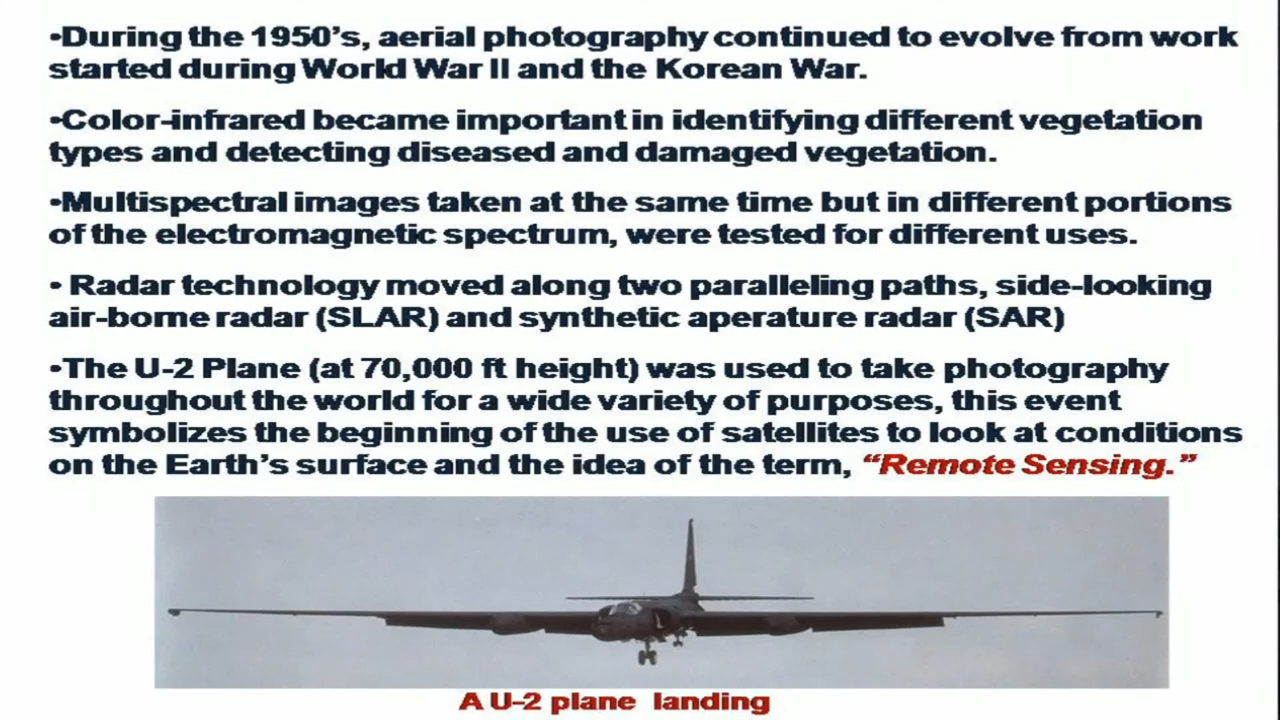 •During the 1950's, aerial photography continued to evolve from work
started during World War II and the Korean War.
•Color-infrared became important in identifying different vegetation
types and detecting diseased and damaged vegetation.
•Multispectral images taken at the same time but in different portions
of the electromagnetic spectrum, were tested for different uses.
• Radar technology moved along two paralleling paths, side-looking
air-borne radar (SLAR) and synthetic aperature radar (SAR)
•The U-2 Plane (at 70,000 ft height) was used to take photography
throughout the world for a wide variety of purposes, this event
symbolizes the beginning of the use of satellites to look at conditions
on the Earth's surface and the idea of the term, “Remote Sensing.”
A U-2 plane landing